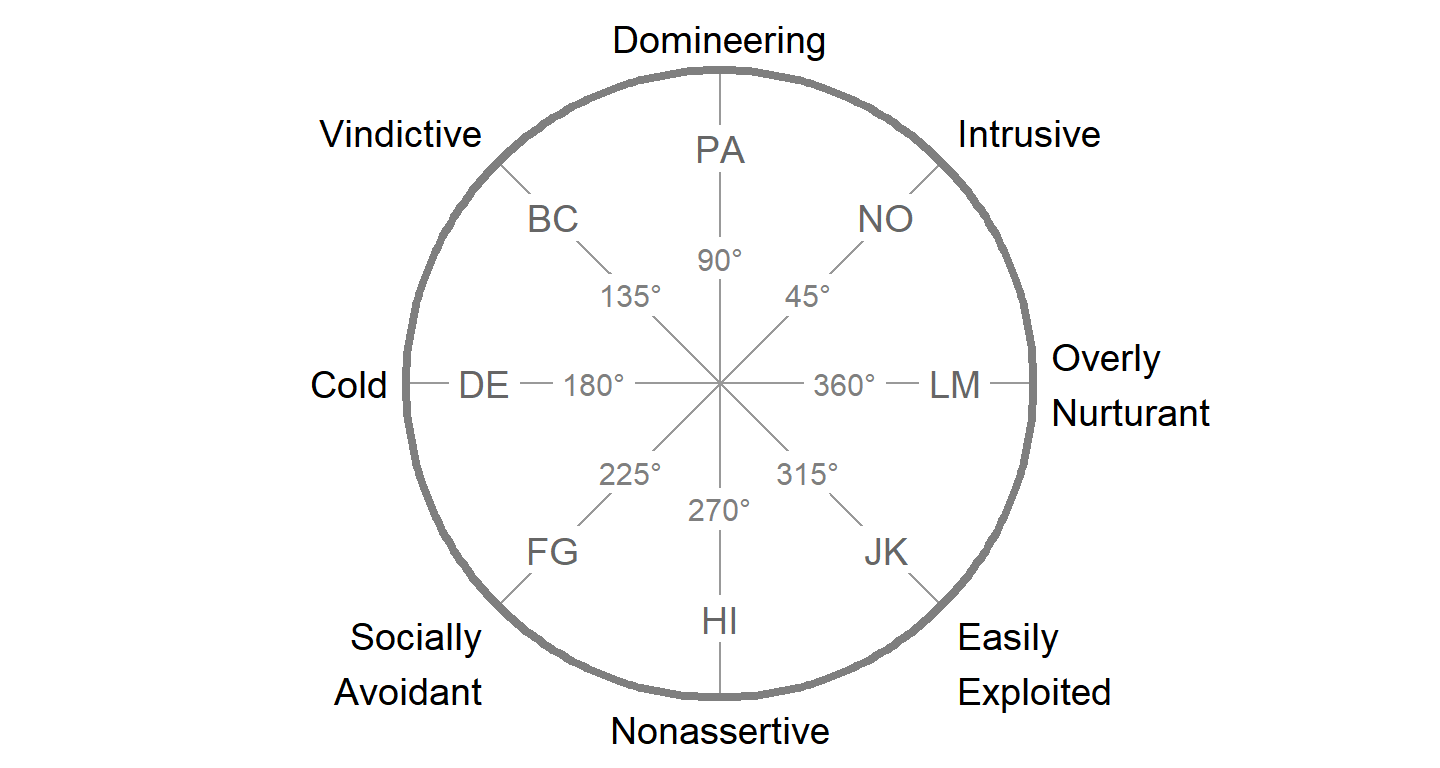 Domineering
Vindictive
Intrusive
PA
BC
NO
90°
135°
45°
Overly
Cold
DE
180°
360°
LM
Nurturant
225°
315°
270°
FG
JK
HI
Socially
Easily
Avoidant
Exploited
Nonassertive